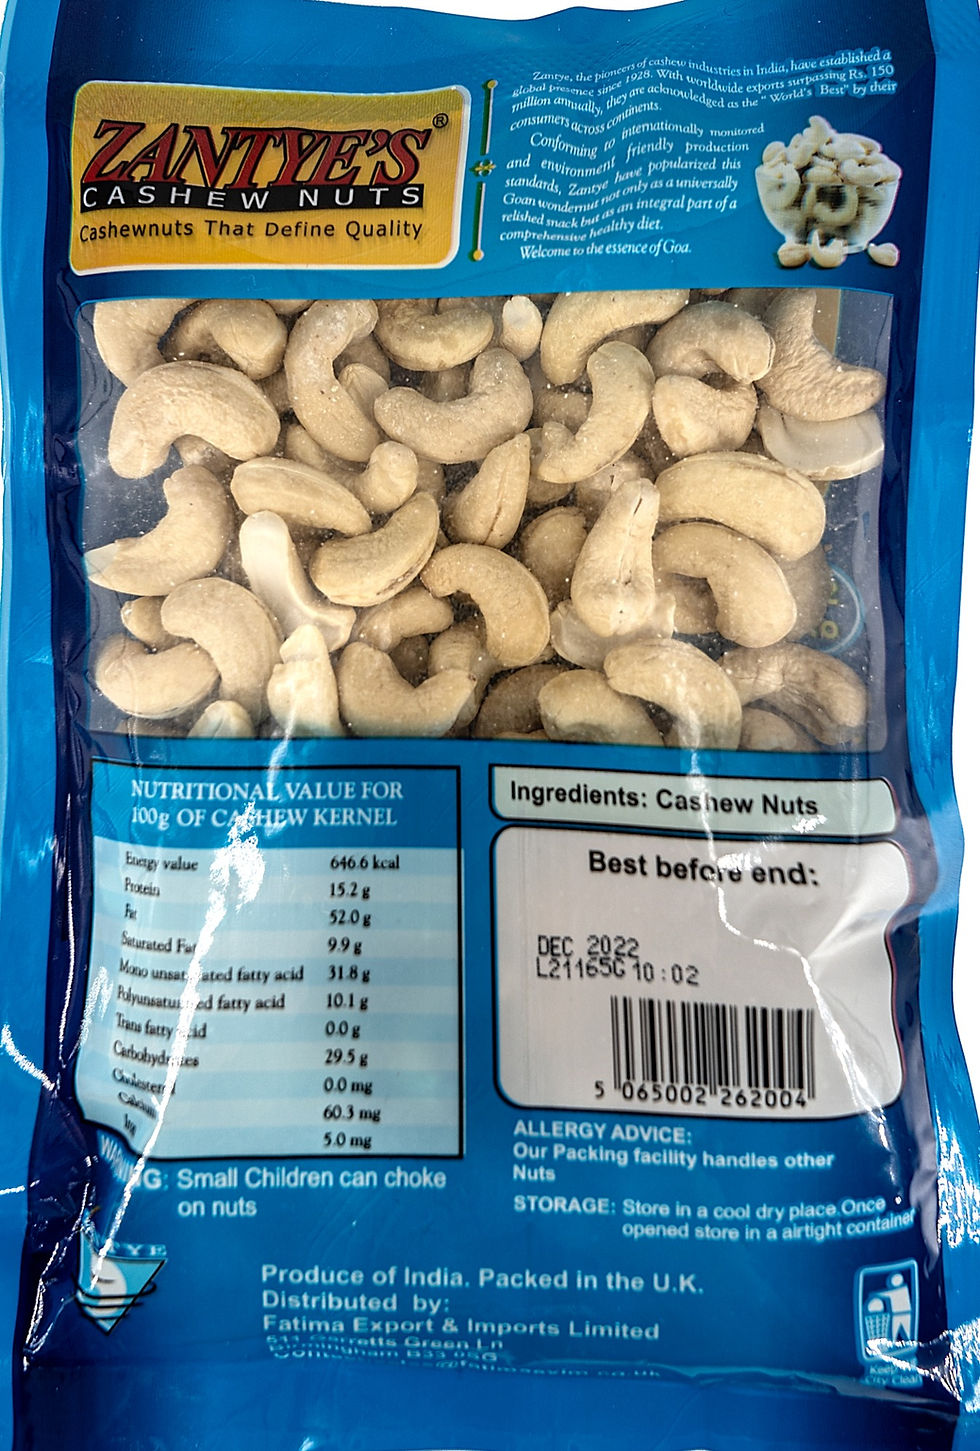 ZANTYE'S®
CASHEW NUTS
Cashewnuts That Define Quality
Zantye, the pioneers of cashew industries in India, have established a
global presence since 1928. With worldwide exports surpassing Rs. 150
million annually, they are acknowledged as the "World's Best" by their
consumers across continents.
Conforming to internationally monitored
and environment friendly production
standards, Zantye have popularized this
Goan wondernut not only as a universally
relished snack but as an integral part of a
comprehensive healthy diet.
Welcome to the essence of Goa.
NUTRITIONAL VALUE FOR
100g OF CASHEW KERNEL
Energy value 646.6 kcal
Protein 15.2 g
Fat 52.0 g
Saturated Fat 9.9 g
Mono unsaturated fatty acid 31.8 g
Polyunsaturated fatty acid 10.1 g
Trans fatty acid 0.0 g
Carbohydrates 29.5 g
Cholesterol 0.0 mg
Calcium 60.3 mg
5.0 mg
WARNING: Small Children can choke
on nuts
Ingredients: Cashew Nuts
Best before end:
DEC 2022
L21165G 10:02
5 065002 262004
ALLERGY ADVICE:
Our Packing facility handles other
Nuts
STORAGE: Store in a cool dry place.Once
opened store in a airtight container
Produce of India. Packed in the U.K.
Distributed by:
Fatima Export & Imports Limited
Garretts Green Ln
Keep
City Clean